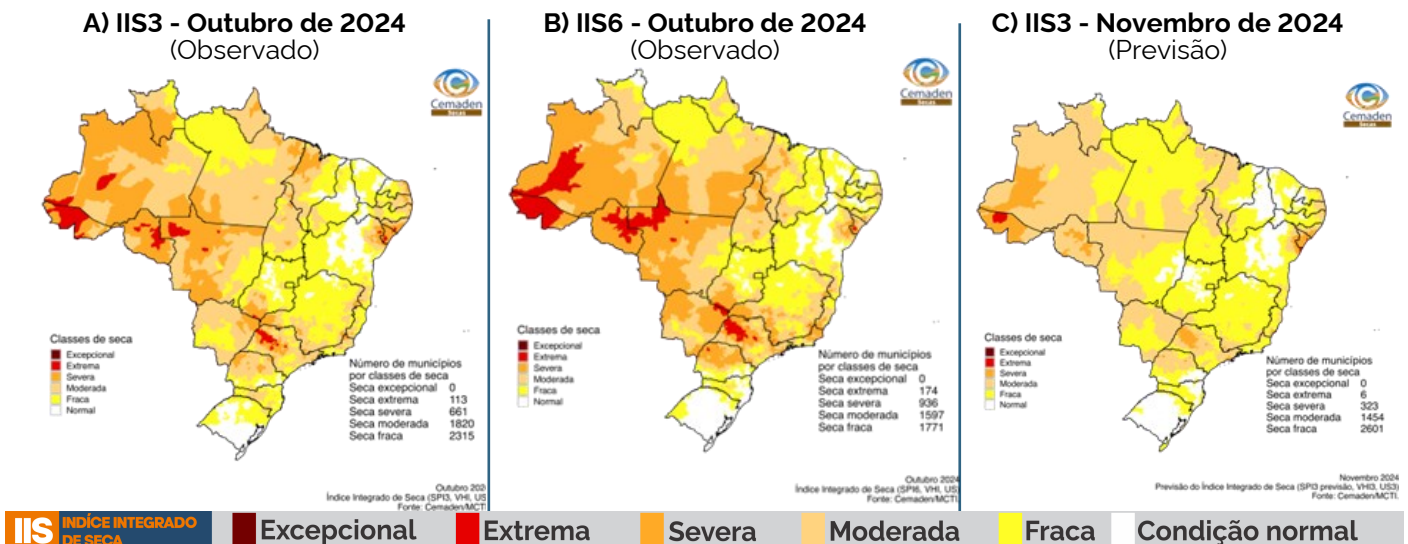 A) IIS3 - Outubro de 2024
(Observado)
Cemaden
Secas
Classes de seca
Excepcional
Extrema
Severa
Moderada
Fraca
Normal
Número de municípios
por classes de seca
Seca excepcional 0
Seca extrema 113
Seca severa 661
Seca moderada 1820
Seca fraca 2315
Outubro 202
Índice Integrado de Seca (SPI3, VHI, US
Fonte: Cemaden/MCT
B) IIS6 - Outubro de 2024
(Observado)
Cemaden
Secas
Classes de seca
Excepcional
Extrema
Severa
Moderada
Fraca
Normal
Número de municípios
por classes de seca
Seca excepcional 0
Seca extrema 174
Seca severa 936
Seca moderada 1597
Seca fraca 1771
Outubro 2024
Índice Integrado de Seca (SPI6, VHI, US
Fonte: Cemaden/MCTI.
C) IIS3 - Novembro de 2024
(Previsão)
Cemaden
Secas
Classes de seca
Excepcional
Extrema
Severa
Moderada
Fraca
Normal
Número de municípios
por classes de seca
Seca excepcional 0
Seca extrema 6
Seca severa 323
Seca moderada 1454
Seca fraca 2601
Novembro 2024
Previsão do Índice Integrado de Seca (SPI3 previsão, VHI3, US3)
Fonte: Cemaden/MCTI.
IIS INDÍCE INTEGRADO
DE SECA
Excepcional
Extrema
Severa
Moderada
Fraca
Condição normal